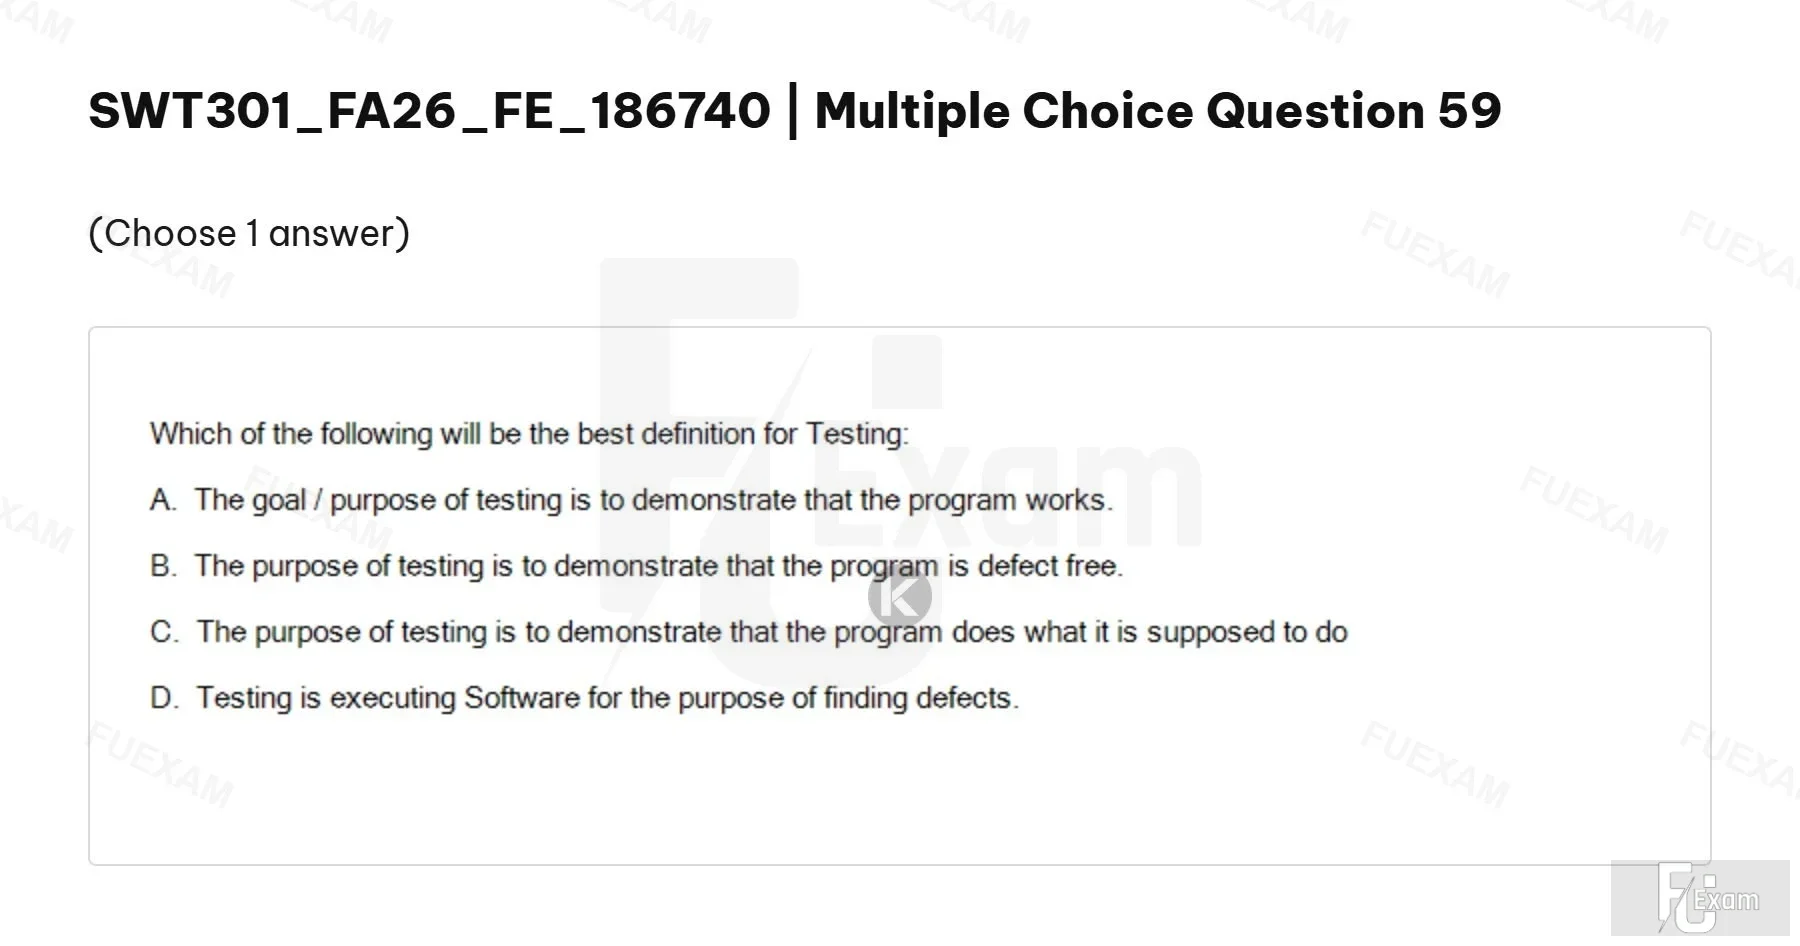 SWT301_FA26_FE_186740 | Multiple Choice Question 59
(Choose 1 answer)
Which of the following will be the best definition for Testing:
A. The goal / purpose of testing is to demonstrate that the program works.
B. The purpose of testing is to demonstrate that the program is defect free.
C. The purpose of testing is to demonstrate that the program does what it is supposed to do
D. Testing is executing Software for the purpose of finding defects.
FUExam
K
FUEXAM
FUExam